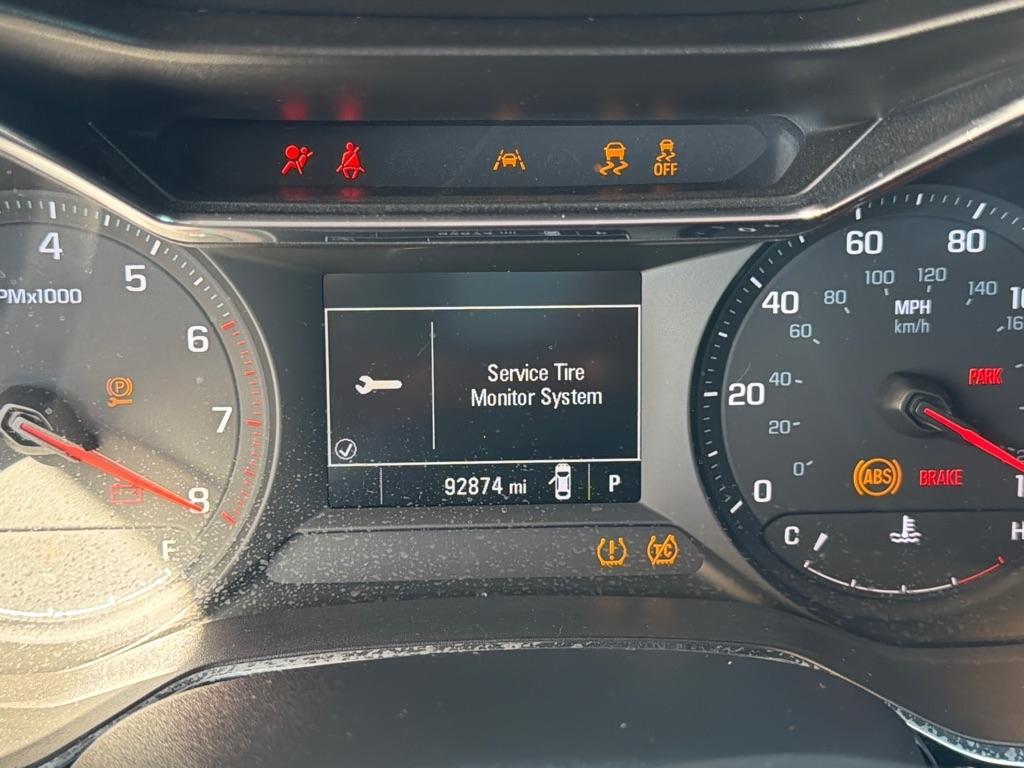 OFF
4
5
PMx1000
6
7
8
F
P
Service Tire
Monitor System
92874 mi
P
T/C
60
80
100
120
140
80
40
60
MPH
km/h
40
20
20
0
0
PARK
ABS
BRAKE
C
H